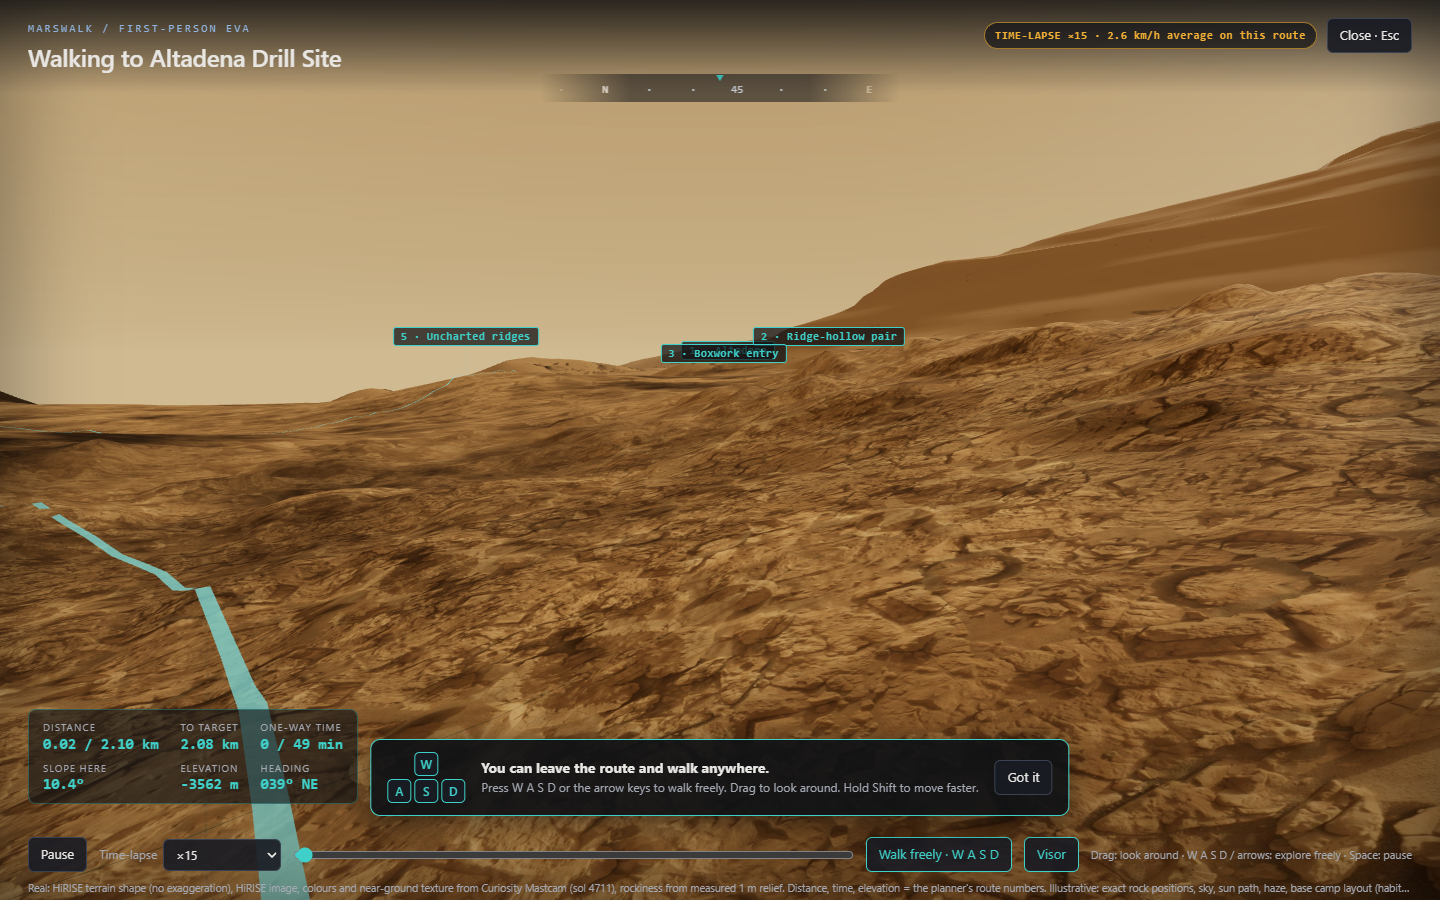 MARSWALK / FIRST-PERSON EVA
Walking to Altadena Drill Site
TIME-LAPSE ×15 · 2.6 km/h average on this route
Close · Esc
· N · · 45 · · E
5 · Uncharted ridges
2 · Ridge-hollow pair
3 · Boxwork entry
DISTANCE TO TARGET ONE-WAY TIME
0.02 / 2.10 km 2.08 km 0 / 49 min
SLOPE HERE ELEVATION HEADING
10.4° -3562 m 039° NE
W
A S D
You can leave the route and walk anywhere.
Press W A S D or the arrow keys to walk freely. Drag to look around. Hold Shift to move faster.
Got it
Pause
Time-lapse
×15
Walk freely · W A S D
Visor
Drag: look around · W A S D / arrows: explore freely · Space: pause
Real: HiRISE terrain shape (no exaggeration), HiRISE image, colours and near-ground texture from Curiosity Mastcam (sol 4711), rockiness from measured 1 m relief. Distance, time, elevation = the planner's route numbers. Illustrative: exact rock positions, sky, sun path, haze, base camp layout (habit...